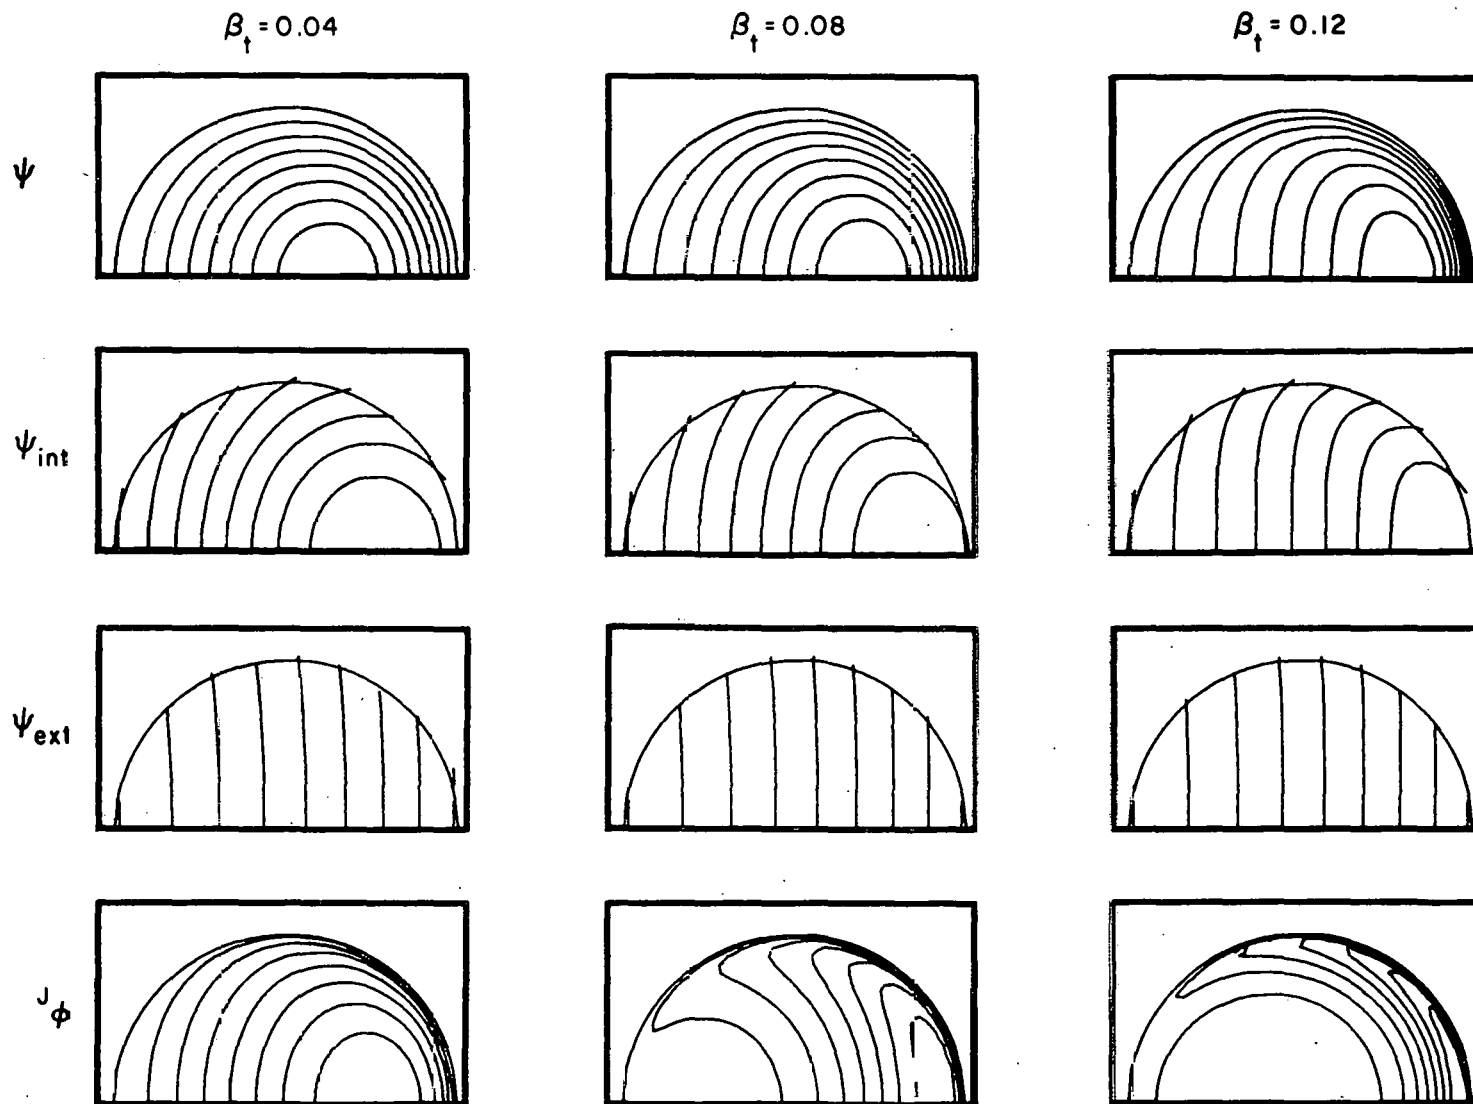 β_t = 0.04
β_t = 0.08
β_t = 0.12
ψ
ψ_int
ψ_ext
J_ϕ